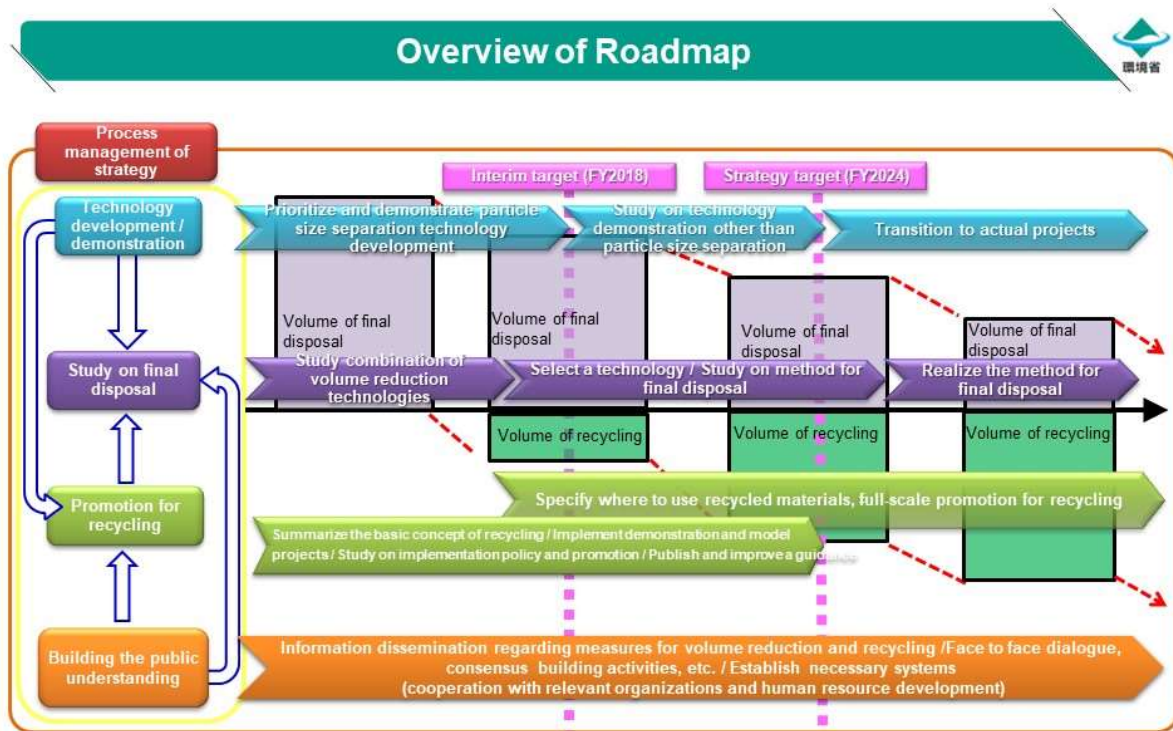 Overview of Roadmap
環境省
Process
management of
strategy
Interim target (FY2018)
Strategy target (FY2024)
Technology
development /
demonstration
Prioritize and demonstrate particle
size separation technology
development
Study on technology
demonstration other than
particle size separation
Transition to actual projects
Volume of final
disposal
Volume of final
disposal
Volume of final
disposal
Volume of final
disposal
Study on final
disposal
Study combination of
volume reduction
technologies
Select a technology / Study on method for
final disposal
Realize the method for
final disposal
Volume of recycling
Volume of recycling
Volume of recycling
Promotion for
recycling
Specify where to use recycled materials, full-scale promotion for recycling
Summarize the basic concept of recycling / Implement demonstration and model
projects / Study on implementation policy and promotion / Publish and improve a guidance
Building the public
understanding
Information dissemination regarding measures for volume reduction and recycling /Face to face dialogue,
consensus building activities, etc. / Establish necessary systems
(cooperation with relevant organizations and human resource development)